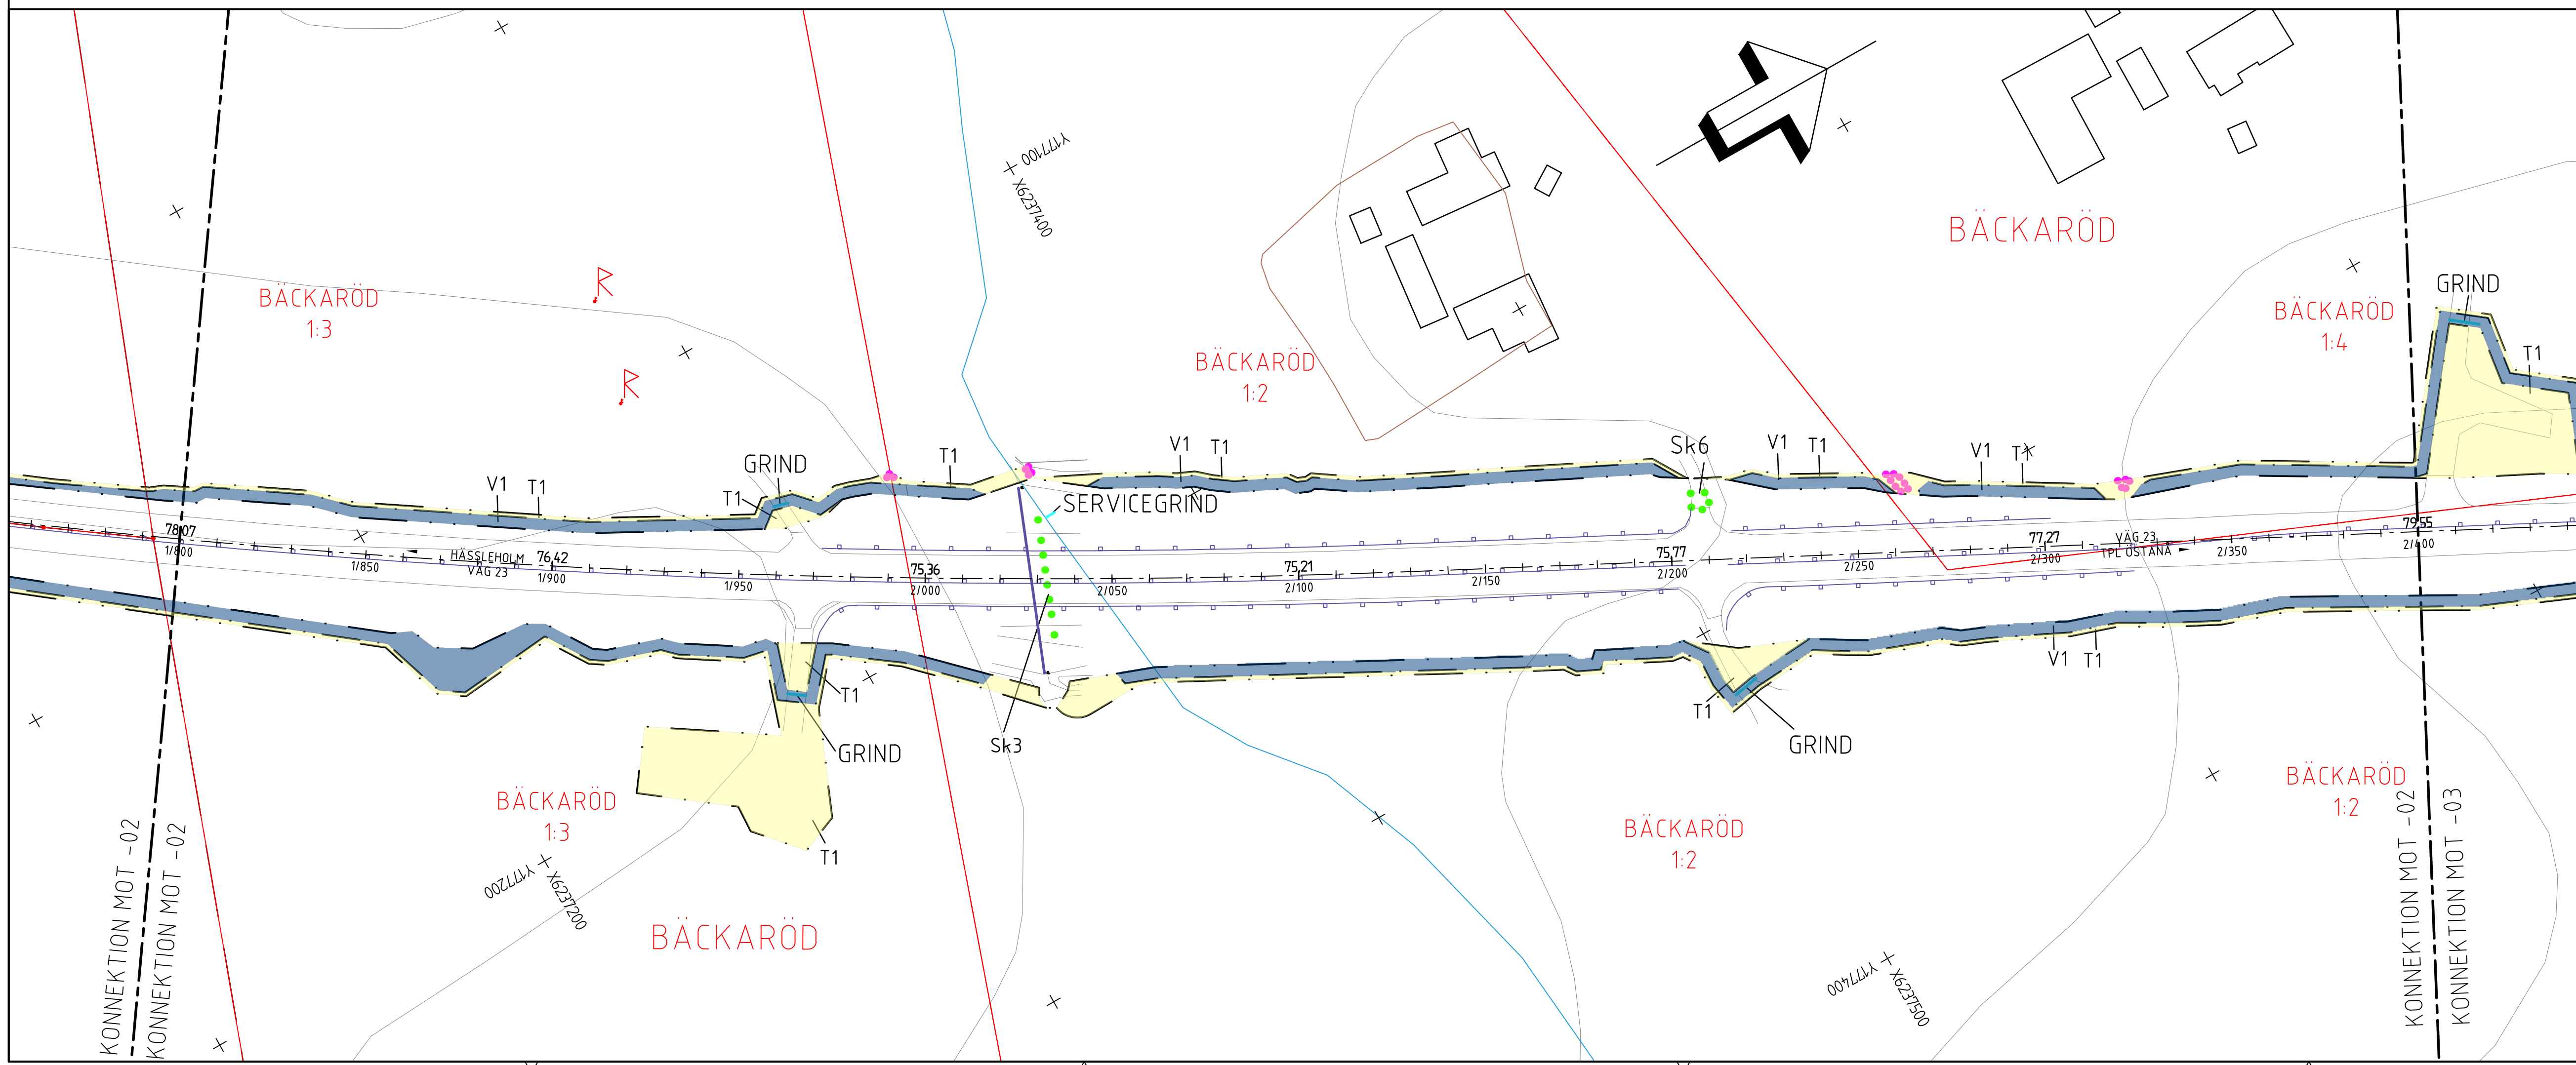 Y177100
X6237400
BÄCKARÖD
BÄCKARÖD
1:3
BÄCKARÖD
1:2
BÄCKARÖD
1:4
GRIND
T1
V1
T1
GRIND
T1
T1
SERVICEGRIND
V1
T1
Sk6
V1
T1
V1
T1
78,07
1/800
1/850
HÄSSLEHOLM
VÄG 23
76,42
1/900
1/950
75,36
2/000
2/050
75,21
2/100
2/150
75,77
2/200
2/250
77,27
2/300
VÄG 23
TPL ÖSTANÅ
2/350
79,55
2/400
T1
GRIND
Sk3
T1
GRIND
V1
T1
BÄCKARÖD
1:3
T1
BÄCKARÖD
1:2
BÄCKARÖD
1:2
Y177200
X6237200
BÄCKARÖD
Y177400
X6237500
KONNEKTION MOT -02
KONNEKTION MOT -02
KONNEKTION MOT -02
KONNEKTION MOT -03